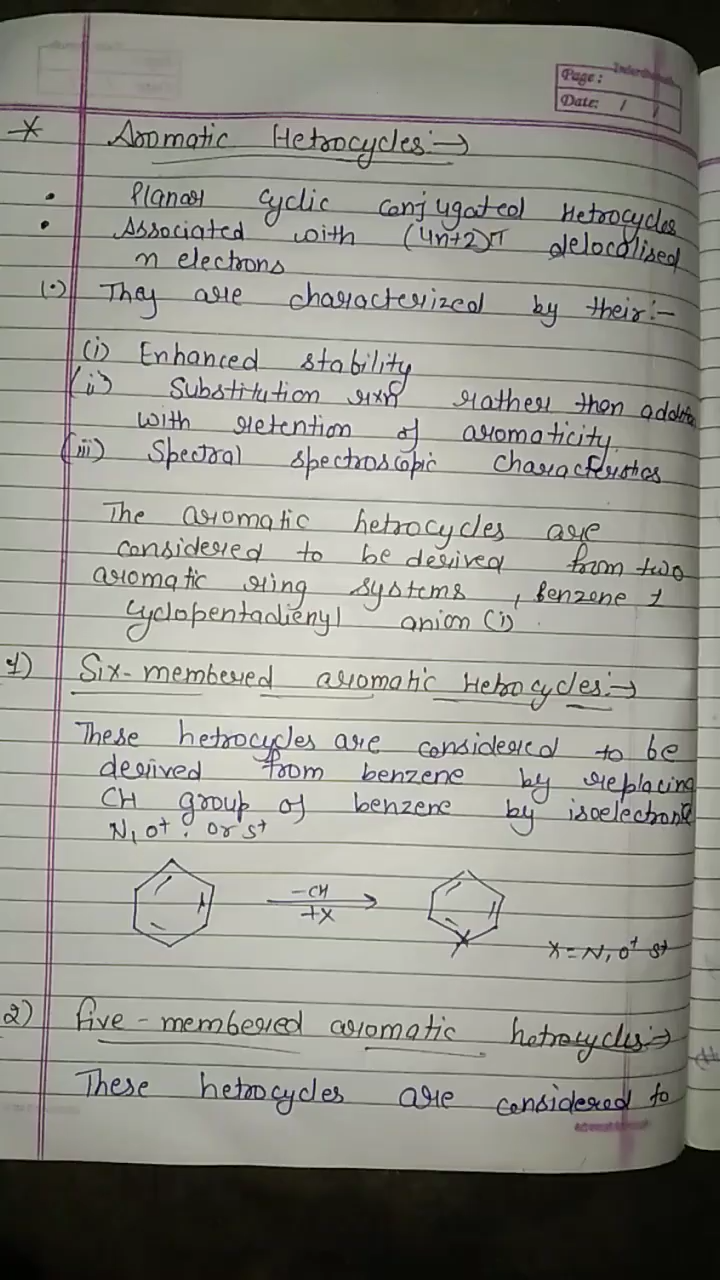 Page:
Date: / /
* Aromatic Hetrocycles:→
• Planar cyclic conjugated Hetrocycles
• Associated with (4n+2)π delocalised
n electrons
(•) They are characterized by their:-
(i) Enhanced stability
(ii) Substitution rxn rather then addition
with retention of aromaticity
(iii) Spectral spectroscopic characteristics
The aromatic hetrocycles are
considered to be derived from two
aromatic ring systems, benzene &
cyclopentadienyl anion (i)
1) Six-membered aromatic Hetrocycles:→
These hetrocycles are considered to be
derived from benzene by replacing
CH group of benzene by isoelectronic
N, O+, or S+
-CH
+X
X
X = N, O+ S+
2) Five-membered aromatic hetrocycles:→
These hetrocycles are considered to